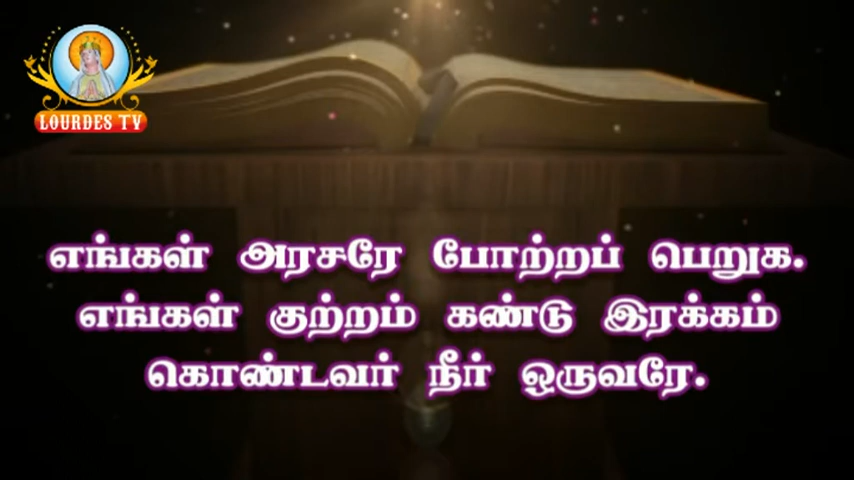 LOURDES TV
எங்கள் அரசரே போற்றப் பெறுக.
எங்கள் குற்றம் கண்டு இரக்கம்
கொண்டவர் நீர் ஒருவரே.